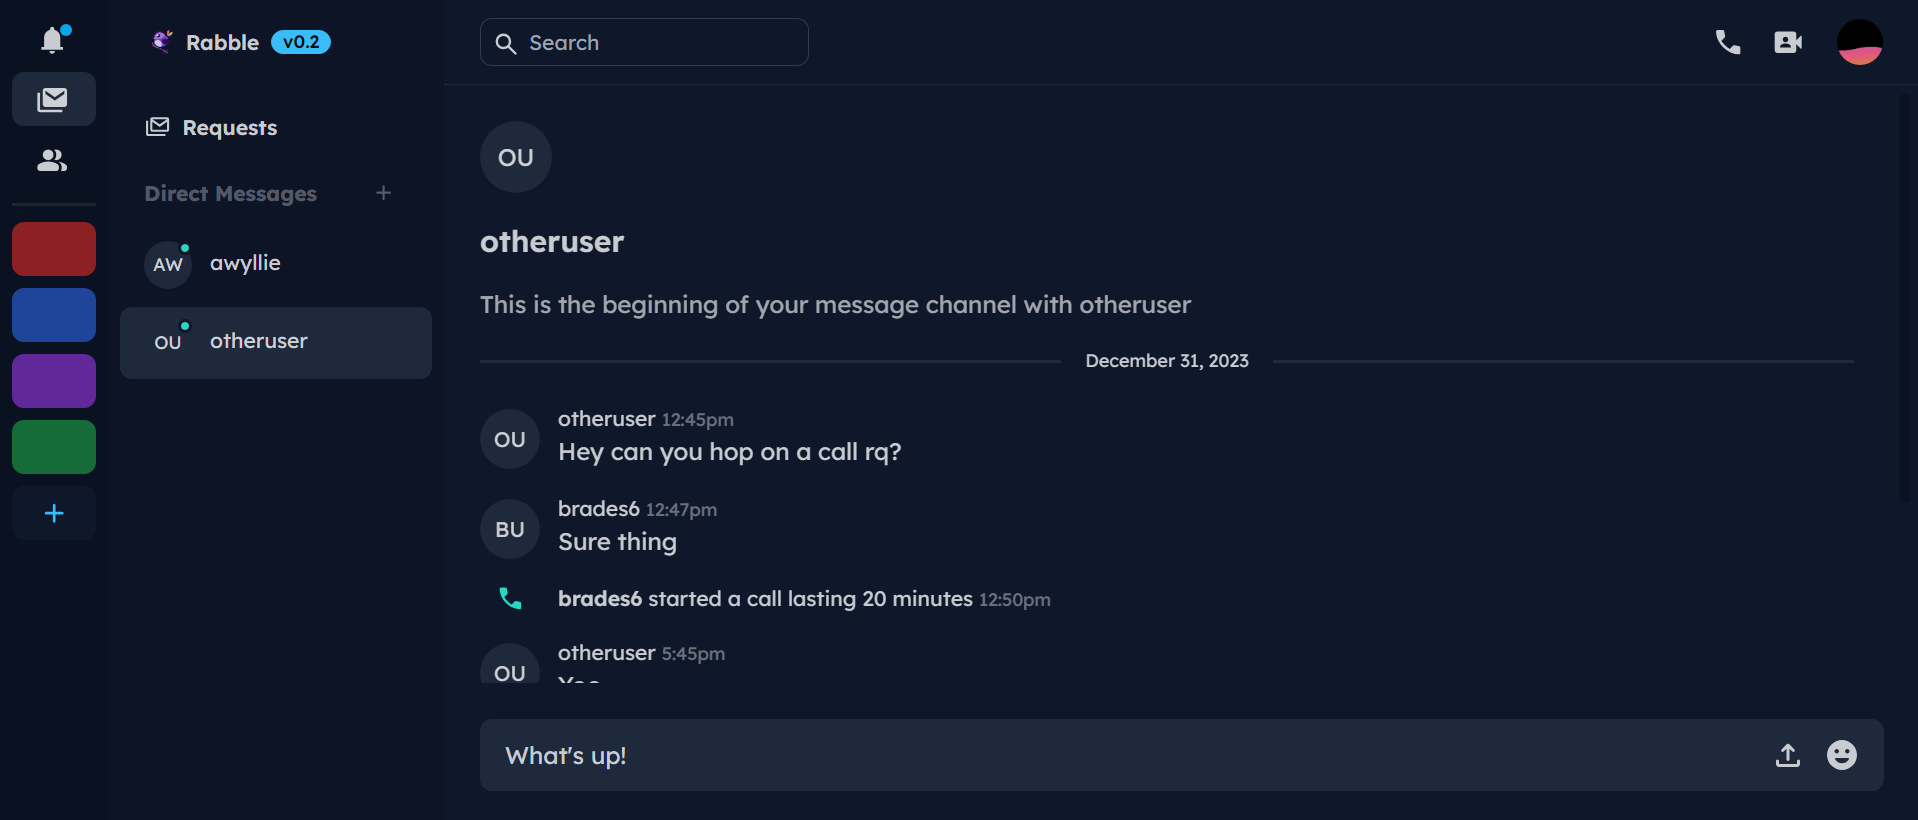 Rabble v0.2
Search
Requests
Direct Messages
AW awyllie
OU otheruser
OU
otheruser
This is the beginning of your message channel with otheruser
December 31, 2023
OU
otheruser 12:45pm
Hey can you hop on a call rq?
BU
brades6 12:47pm
Sure thing
brades6 started a call lasting 20 minutes 12:50pm
OU
otheruser 5:45pm
What's up!